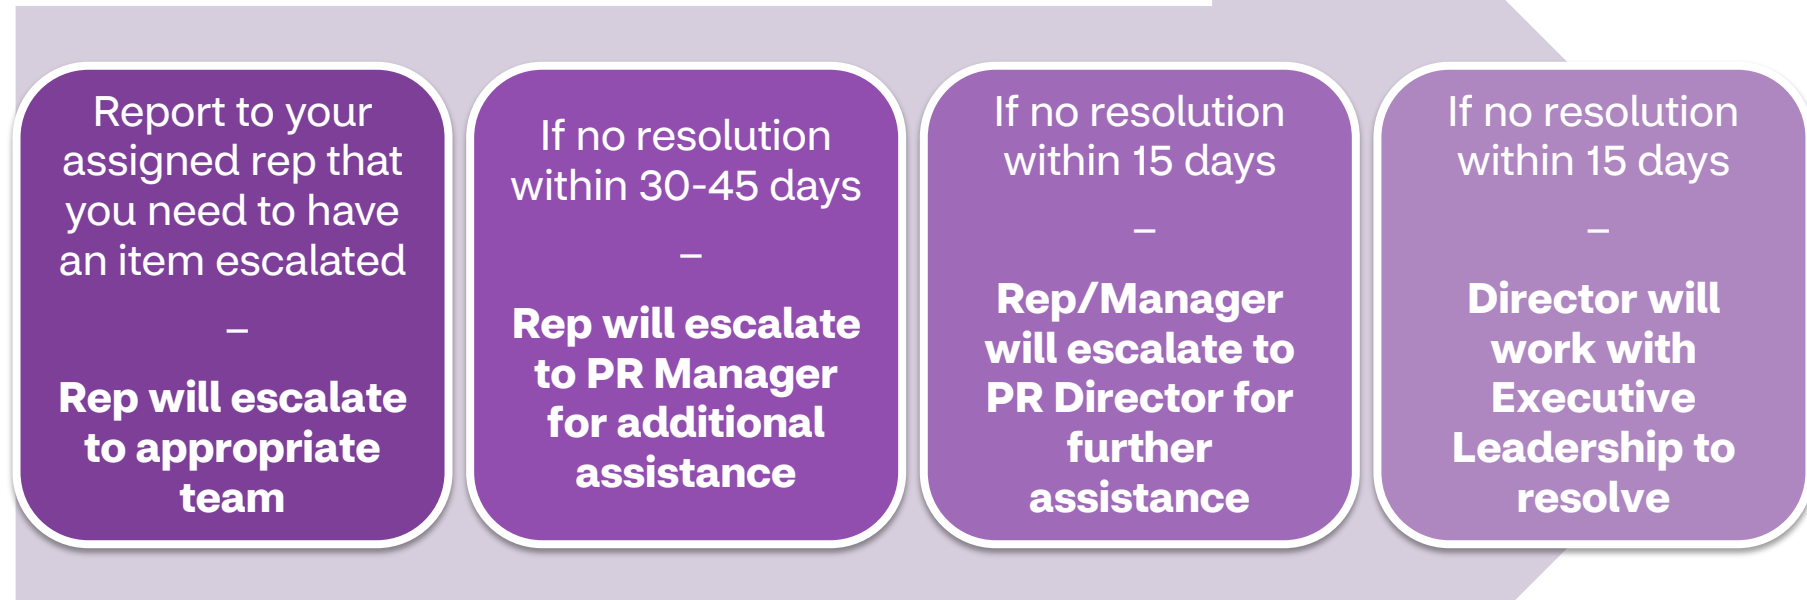 Report to your
assigned rep that
you need to have
an item escalated
–
Rep will escalate
to appropriate
team
If no resolution
within 30-45 days
–
Rep will escalate
to PR Manager
for additional
assistance
If no resolution
within 15 days
–
Rep/Manager
will escalate to
PR Director for
further
assistance
If no resolution
within 15 days
–
Director will
work with
Executive
Leadership to
resolve